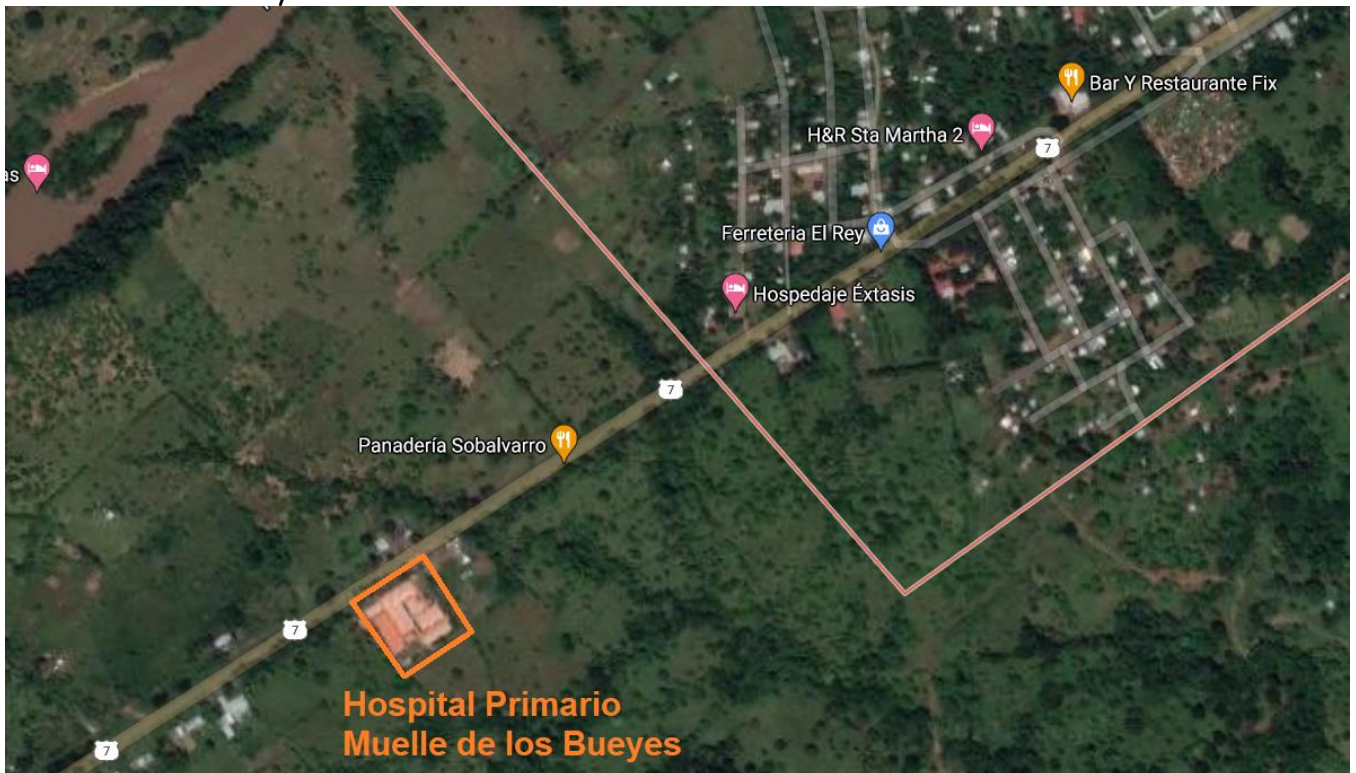 Bar Y Restaurante Fix
H&R Sta Martha 2
7
as
Ferreteria El Rey
Hospedaje Éxtasis
7
Panadería Sobalvarro
7
Hospital Primario
Muelle de los Bueyes
7